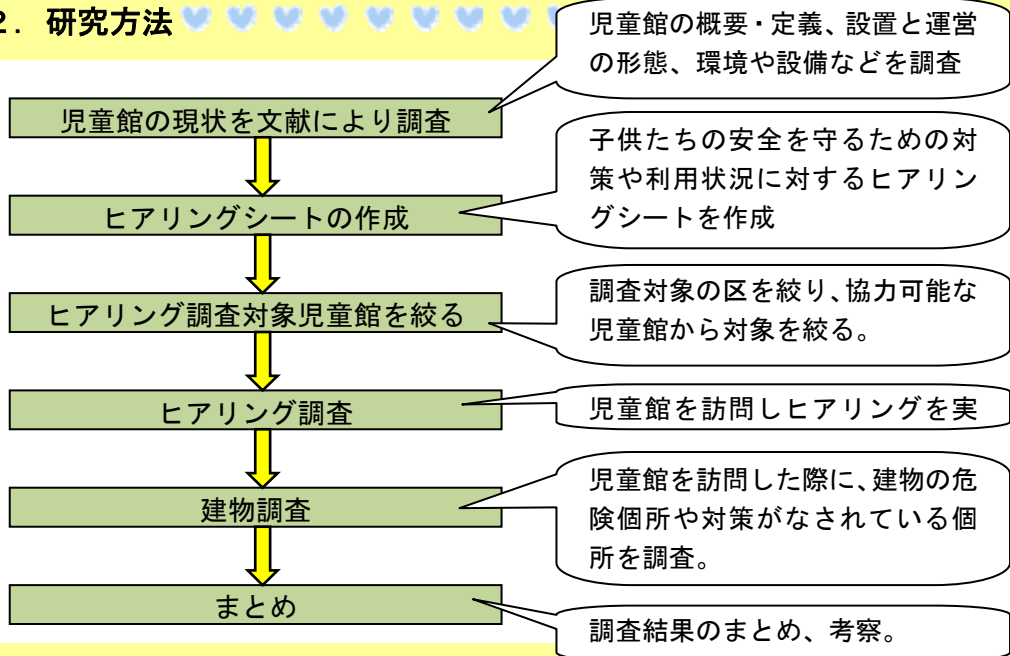 2. 研究方法
児童館の概要・定義、設置と運営
の形態、環境や設備などを調査
児童館の現状を文献により調査
子供たちの安全を守るための対
策や利用状況に対するヒアリン
グシートを作成
ヒアリングシートの作成
調査対象の区を絞り、協力可能な
児童館から対象を絞る。
ヒアリング調査対象児童館を絞る
児童館を訪問しヒアリングを実
ヒアリング調査
児童館を訪問した際に、建物の危
険個所や対策がなされている個
所を調査。
建物調査
まとめ
調査結果のまとめ、考察。